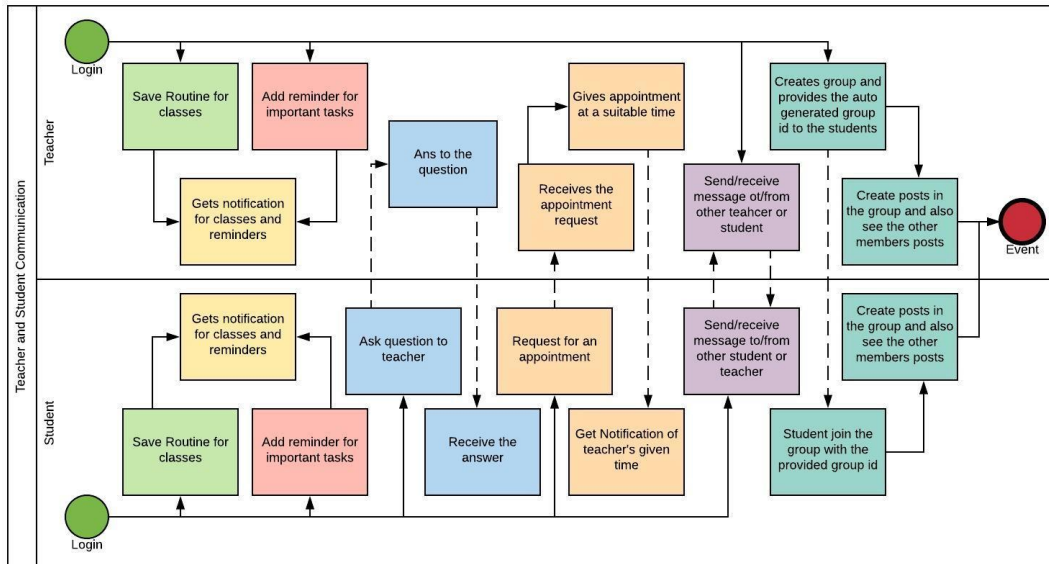 Teacher and Student Communication
Teacher
Login
Save Routine for
classes
Add reminder for
important tasks
Gets notification
for classes and
reminders
Ans to the
question
Gives appointment
at a suitable time
Receives the
appointment
request
Send/receive
message ot/from
other teahcer or
student
Creates group and
provides the auto
generated group
id to the students
Create posts in
the group and also
see the other
members posts
Event
Student
Gets notification
for classes and
reminders
Save Routine for
classes
Add reminder for
important tasks
Ask question to
teacher
Receive the
answer
Request for an
appointment
Get Notification of
teacher's given
time
Send/receive
message to/from
other student or
teacher
Student join the
group with the
provided group id
Create posts in
the group and also
see the other
members posts
Login